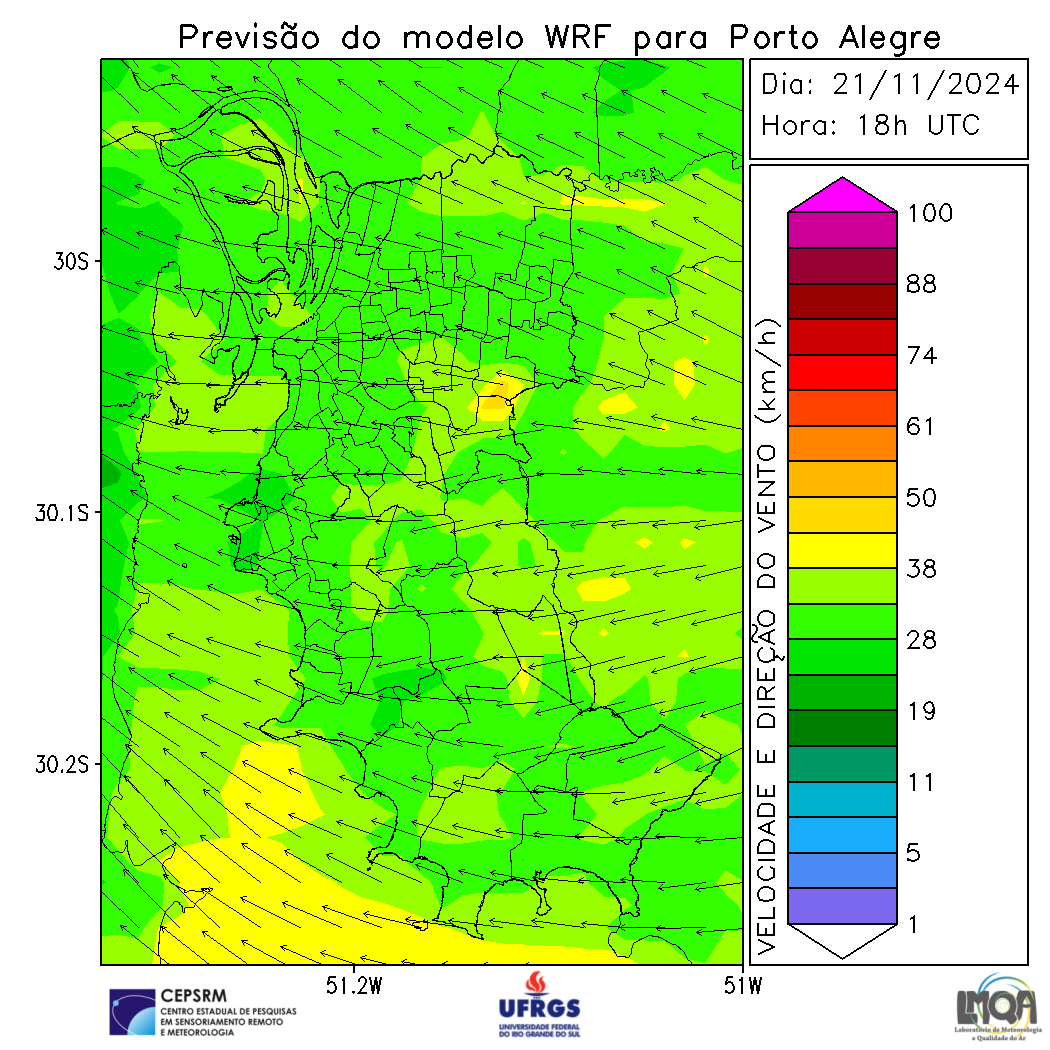 Previsão do modelo WRF para Porto Alegre
Dia: 21/11/2024
Hora: 18h UTC
30S
30.1S
30.2S
51.2W
51W
VELOCIDADE E DIREÇÃO DO VENTO (km/h)
100
88
74
61
50
38
28
19
11
5
1
CEPSRM
CENTRO ESTADUAL DE PESQUISAS
EM SENSORIAMENTO REMOTO
E METEOROLOGIA
UFRGS
UNIVERSIDADE FEDERAL
DO RIO GRANDE DO SUL
LMQA
Laboratório de Meteorologia
e Qualidade do Ar